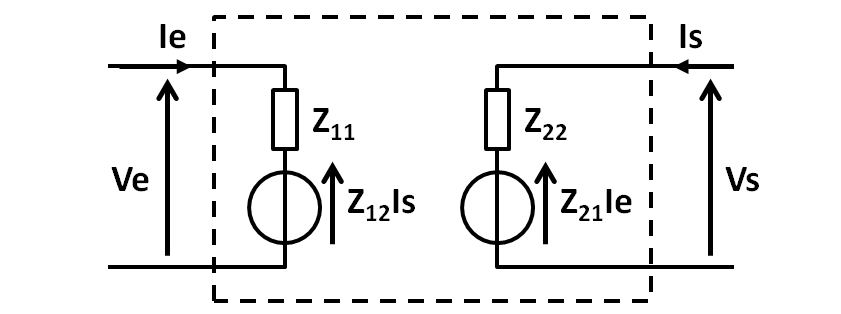 Ie
Is
Z11
Z22
Ve
Z12Is
Z21Ie
Vs